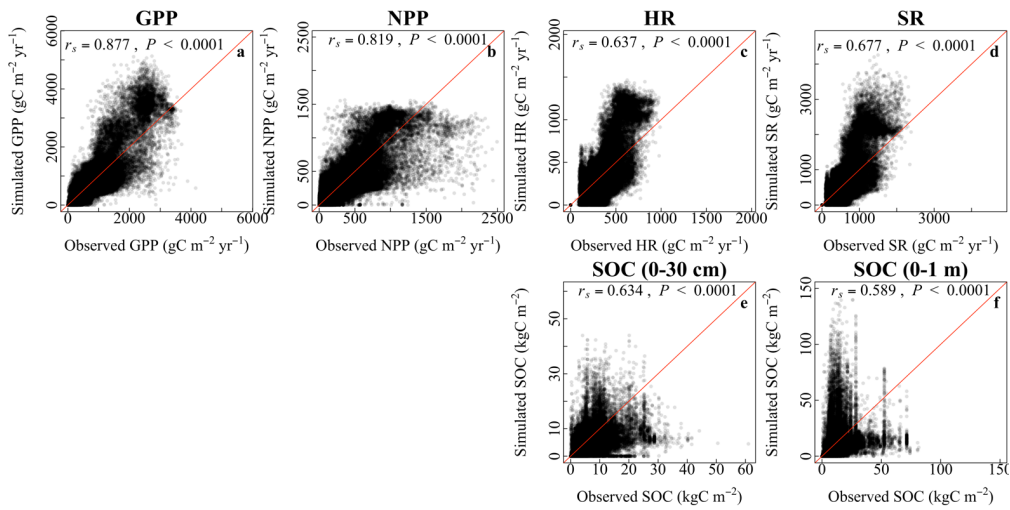 GPP
NPP
HR
SR
r_s = 0.877 , P < 0.0001
a
r_s = 0.819 , P < 0.0001
b
r_s = 0.637 , P < 0.0001
c
r_s = 0.677 , P < 0.0001
d
Simulated GPP (gC m−2 yr−1)
0 2000 4000 5000 6000
0 2000 4000 6000
Observed GPP (gC m−2 yr−1)
Simulated NPP (gC m−2 yr−1)
0 500 1500 2500
0 500 1000 1500 2000 2500
Observed NPP (gC m−2 yr−1)
Simulated HR (gC m−2 yr−1)
0 500 1000 2000
0 500 1000 1500 2000
Observed HR (gC m−2 yr−1)
Simulated SR (gC m−2 yr−1)
0 1000 3000
0 1000 3000
Observed SR (gC m−2 yr−1)
SOC (0-30 cm)
SOC (0-1 m)
r_s = 0.634 , P < 0.0001
e
r_s = 0.589 , P < 0.0001
f
Simulated SOC (kgC m−2)
0 10 30 50
0 10 20 30 40 50 60
Observed SOC (kgC m−2)
Simulated SOC (kgC m−2)
0 50 100 150
0 50 100 150
Observed SOC (kgC m−2)